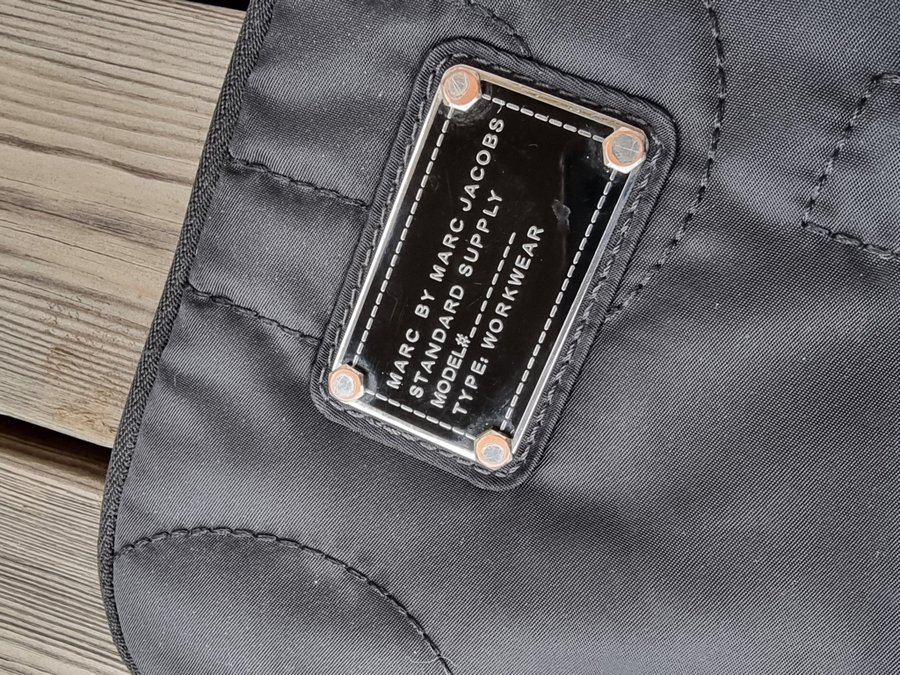 MARC BY MARC JACOBS
STANDARD SUPPLY
MODEL#----------
TYPE: WORKWEAR